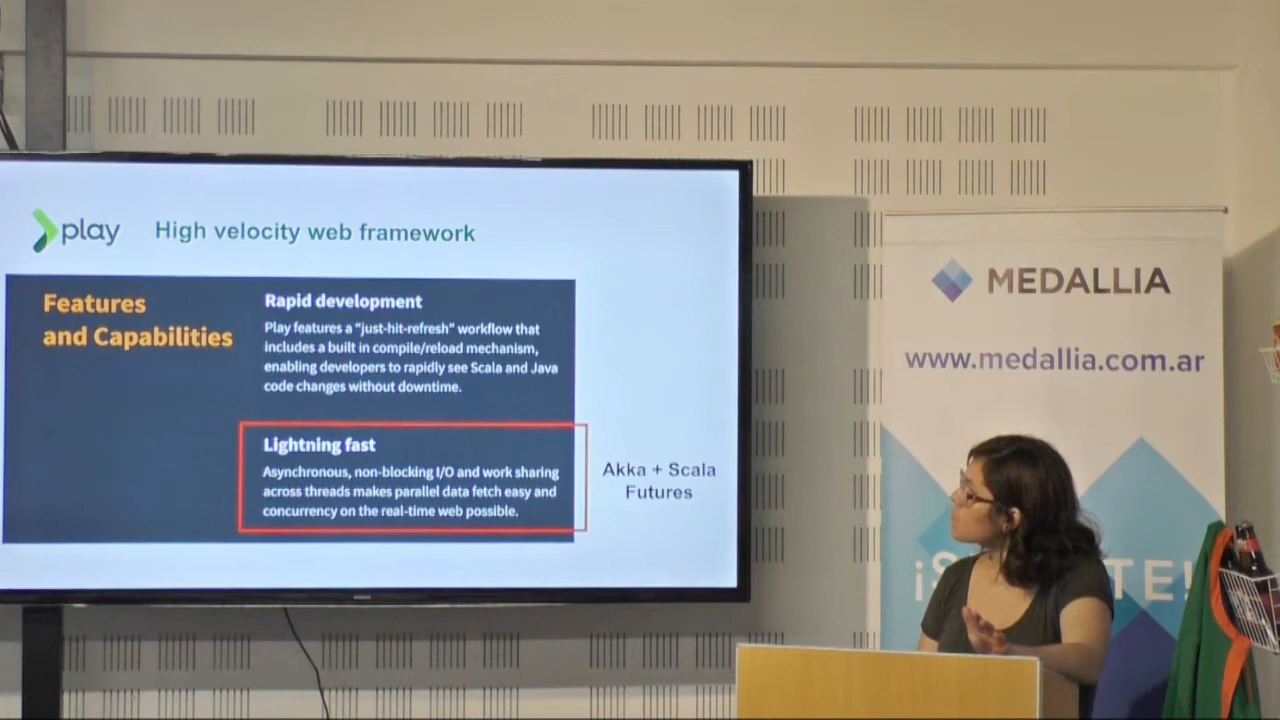 play
High velocity web framework
Features
and Capabilities
Rapid development
Play features a "just-hit-refresh" workflow that
includes a built in compile/reload mechanism,
enabling developers to rapidly see Scala and Java
code changes without downtime.
Lightning fast
Asynchronous, non-blocking I/O and work sharing
across threads makes parallel data fetch easy and
concurrency on the real-time web possible.
Akka + Scala
Futures
MEDALLIA
www.medallia.com.ar